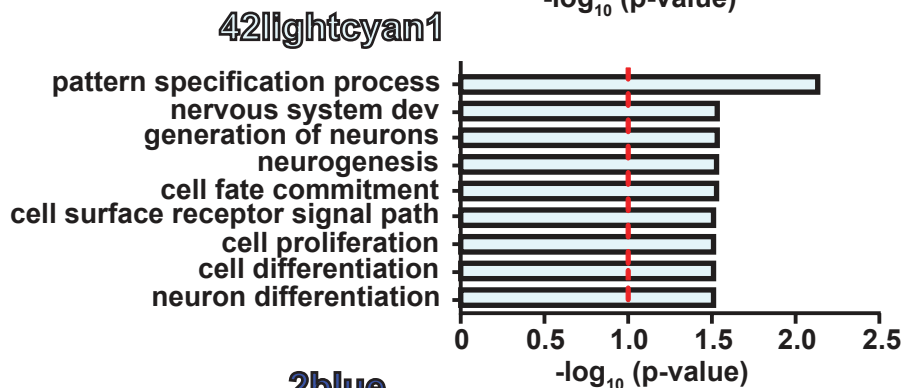 -log10 (p-value)
42lightcyan1
pattern specification process
nervous system dev
generation of neurons
neurogenesis
cell fate commitment
cell surface receptor signal path
cell proliferation
cell differentiation
neuron differentiation
0 0.5 1.0 1.5 2.0 2.5
-log10 (p-value)
2blue